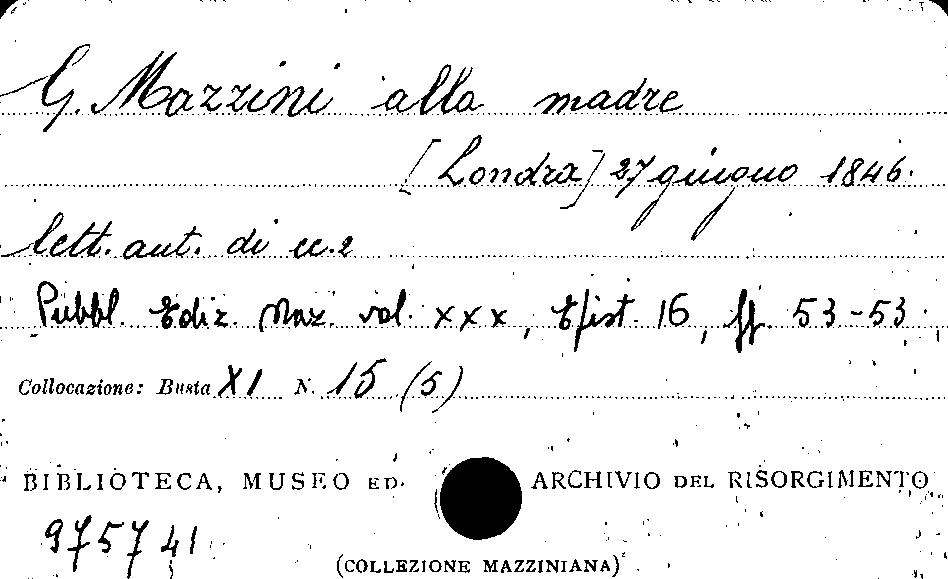 G. Mazzini alla madre
[Londra] 27 giugno 1846.
lett. aut. di cc. 2
Pubbl. Ediz. Naz. vol. XXX, Epist. 16, pp. 53-53.
Collocazione: Busta XI N. 15 (5)
BIBLIOTECA, MUSEO ED. ARCHIVIO DEL RISORGIMENTO
975741
(COLLEZIONE MAZZINIANA)